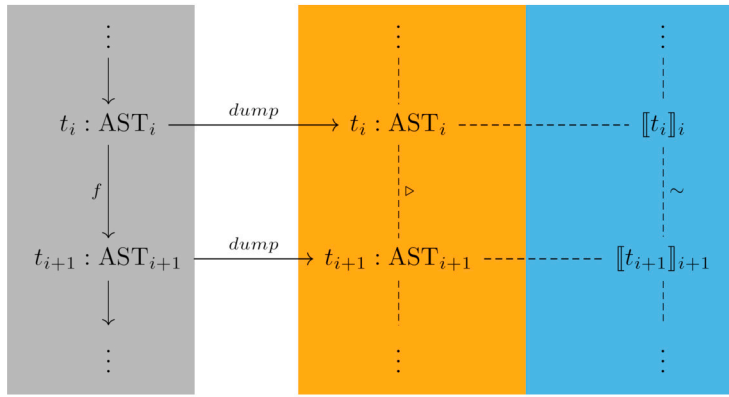 ⋮ ⋮ ⋮
dump
t_i : AST_i t_i : AST_i ⟦t_i⟧_i
f ▷ ∼
dump
t_{i+1} : AST_{i+1} t_{i+1} : AST_{i+1} ⟦t_{i+1}⟧_{i+1}
⋮ ⋮ ⋮